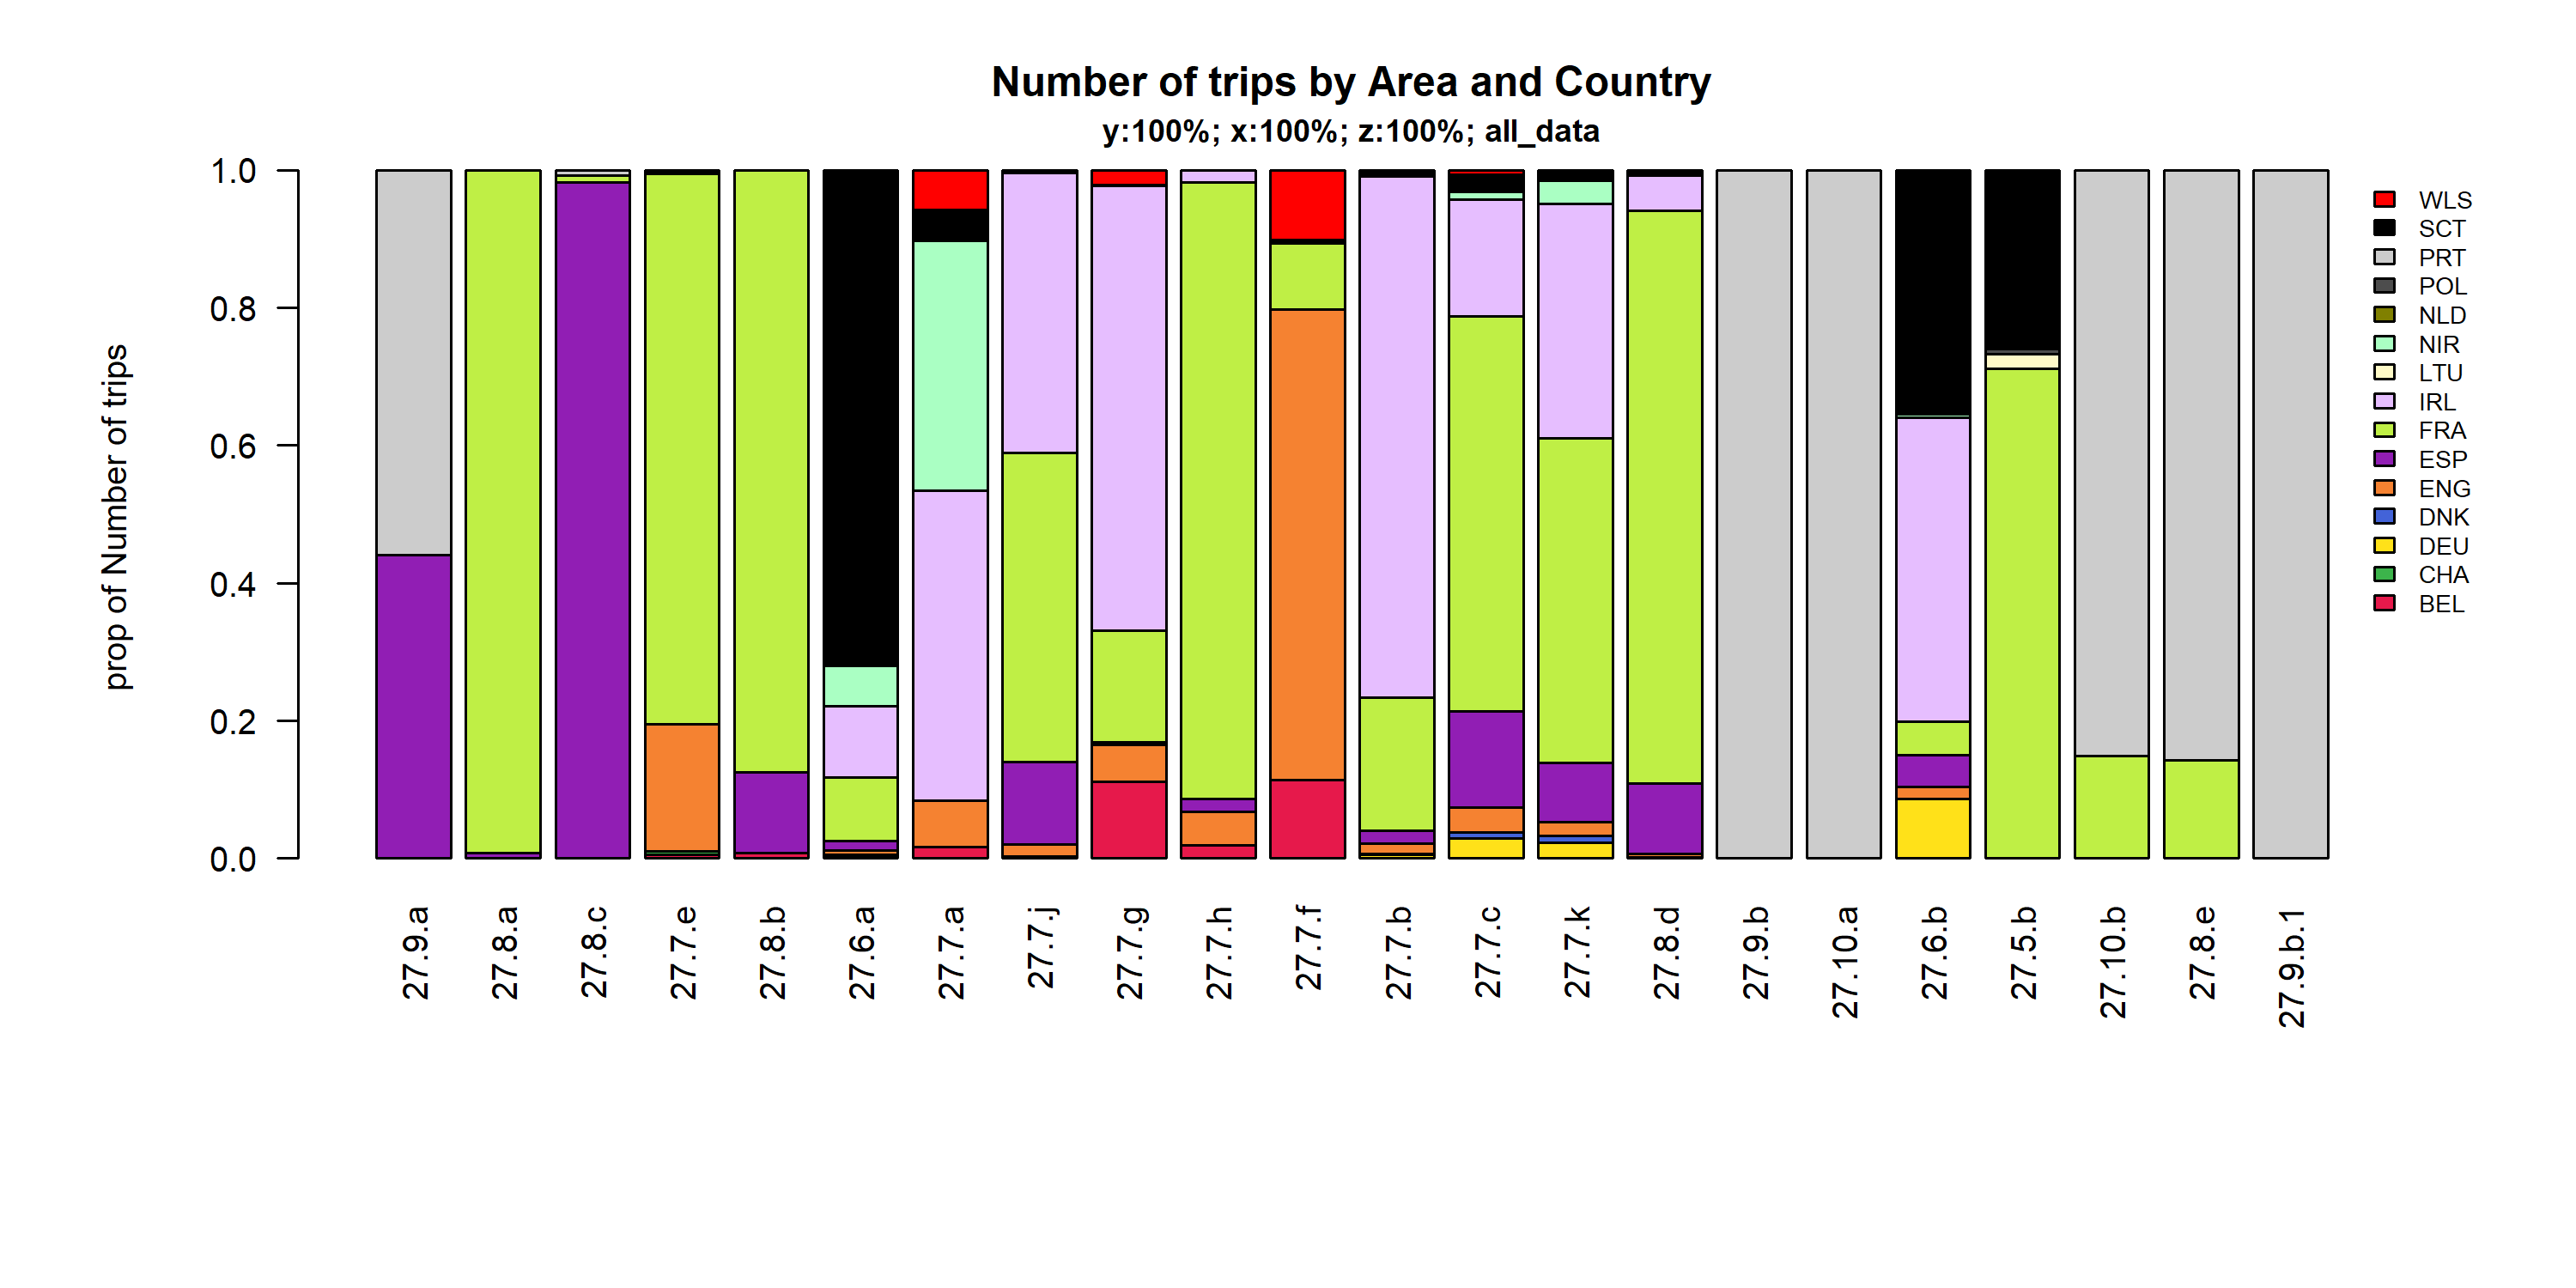 Number of trips by Area and Country
y:100%; x:100%; z:100%; all_data
prop of Number of trips
1.0
0.8
0.6
0.4
0.2
0.0
27.9.a
27.8.a
27.8.c
27.7.e
27.8.b
27.6.a
27.7.a
27.7.j
27.7.g
27.7.h
27.7.f
27.7.b
27.7.c
27.7.k
27.8.d
27.9.b
27.10.a
27.6.b
27.5.b
27.10.b
27.8.e
27.9.b.1
WLS
SCT
PRT
POL
NLD
NIR
LTU
IRL
FRA
ESP
ENG
DNK
DEU
CHA
BEL